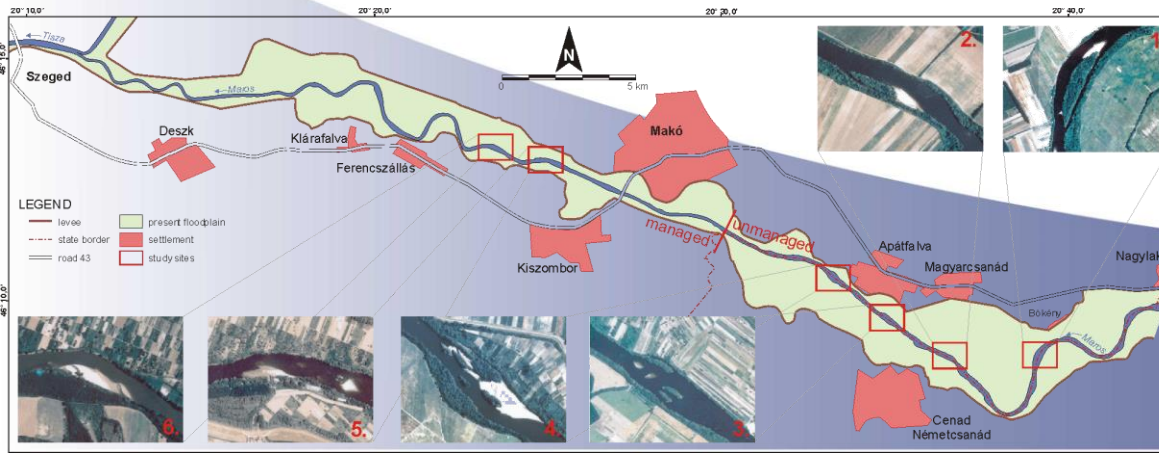 20° 10,0'
20° 20,0'
20° 30,0'
20° 40,0'
46° 15,0'
Tisza
Szeged
Maros
N
0 5 km
2.
1.
Deszk
Klárafalva
Ferencszállás
Makó
LEGEND
levee
present floodplain
state border
settlement
road 43
study sites
managed
unmanaged
Kiszombor
Apátfalva
Magyarcsanád
Nagylak
46° 10,0'
Bökény
Maros
6.
5.
4.
3.
Cenad
Németcsanád